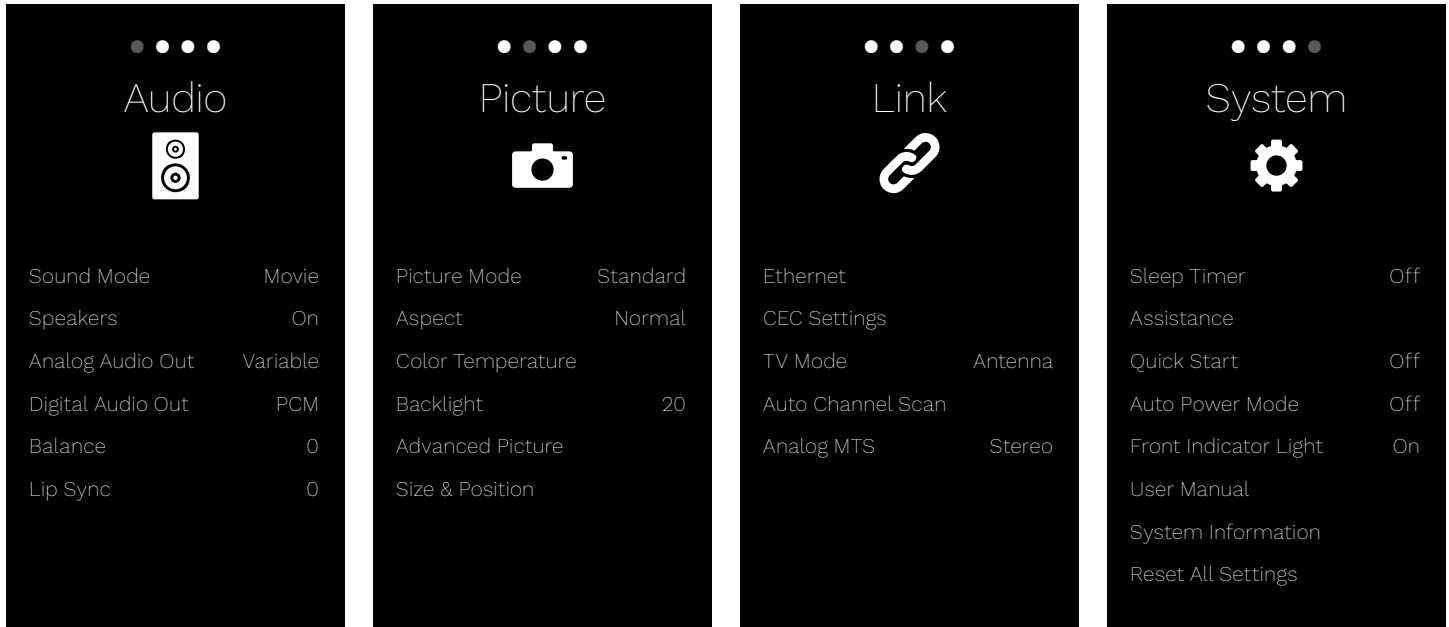 Audio
Sound Mode Movie
Speakers On
Analog Audio Out Variable
Digital Audio Out PCM
Balance 0
Lip Sync 0
Picture
Picture Mode Standard
Aspect Normal
Color Temperature
Backlight 20
Advanced Picture
Size & Position
Link
Ethernet
CEC Settings
TV Mode Antenna
Auto Channel Scan
Analog MTS Stereo
System
Sleep Timer Off
Assistance
Quick Start Off
Auto Power Mode Off
Front Indicator Light On
User Manual
System Information
Reset All Settings